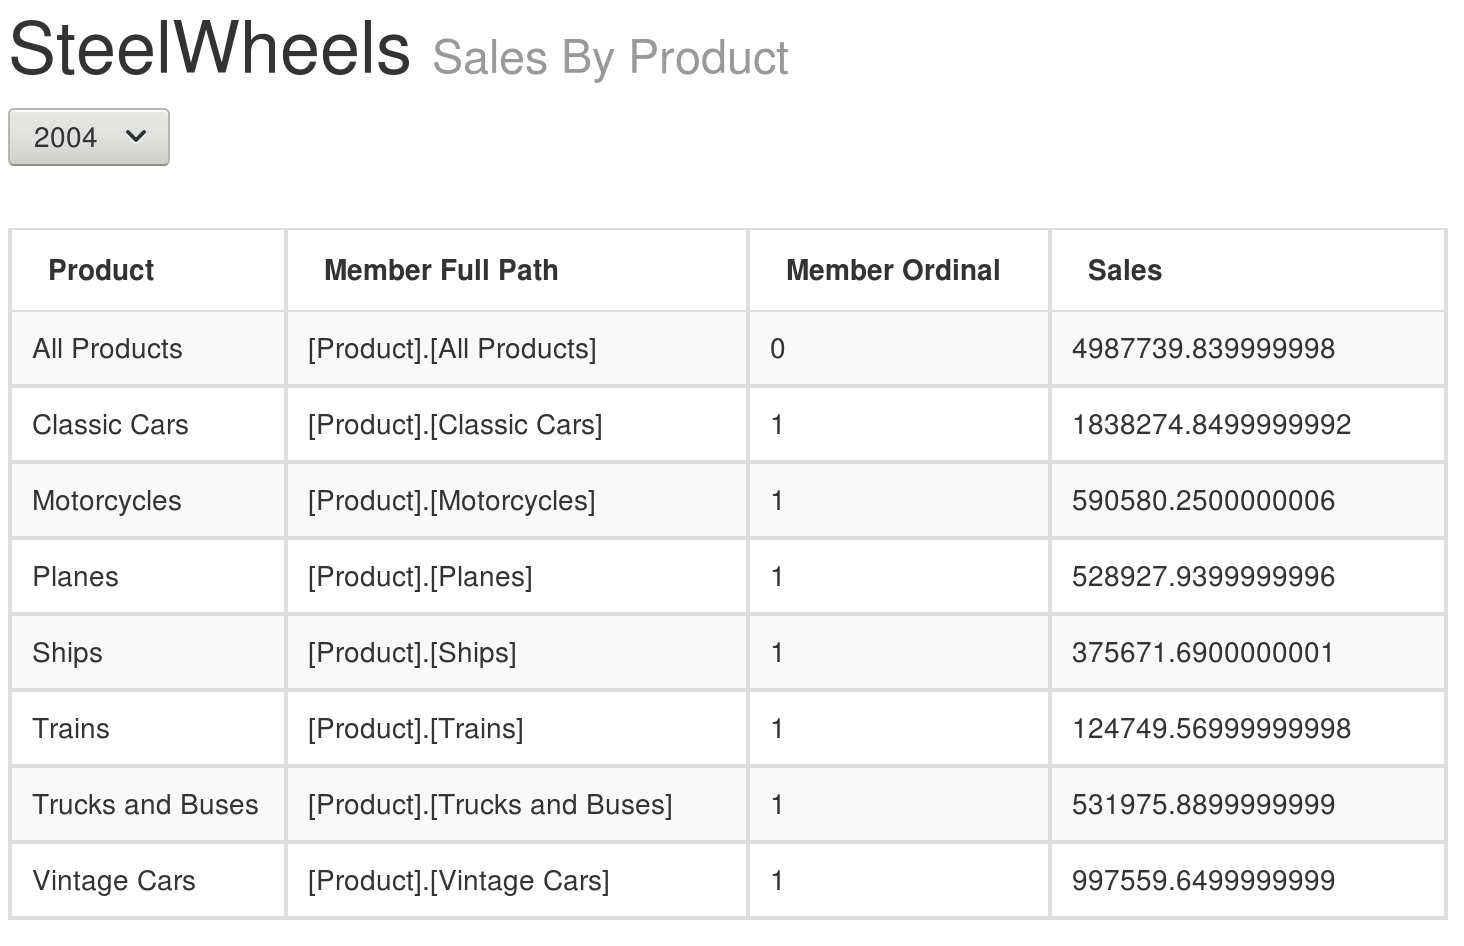 SteelWheels Sales By Product
2004
Product Member Full Path Member Ordinal Sales
All Products [Product].[All Products] 0 4987739.839999998
Classic Cars [Product].[Classic Cars] 1 1838274.8499999992
Motorcycles [Product].[Motorcycles] 1 590580.2500000006
Planes [Product].[Planes] 1 528927.9399999996
Ships [Product].[Ships] 1 375671.6900000001
Trains [Product].[Trains] 1 124749.56999999998
Trucks and Buses [Product].[Trucks and Buses] 1 531975.8899999999
Vintage Cars [Product].[Vintage Cars] 1 997559.6499999999